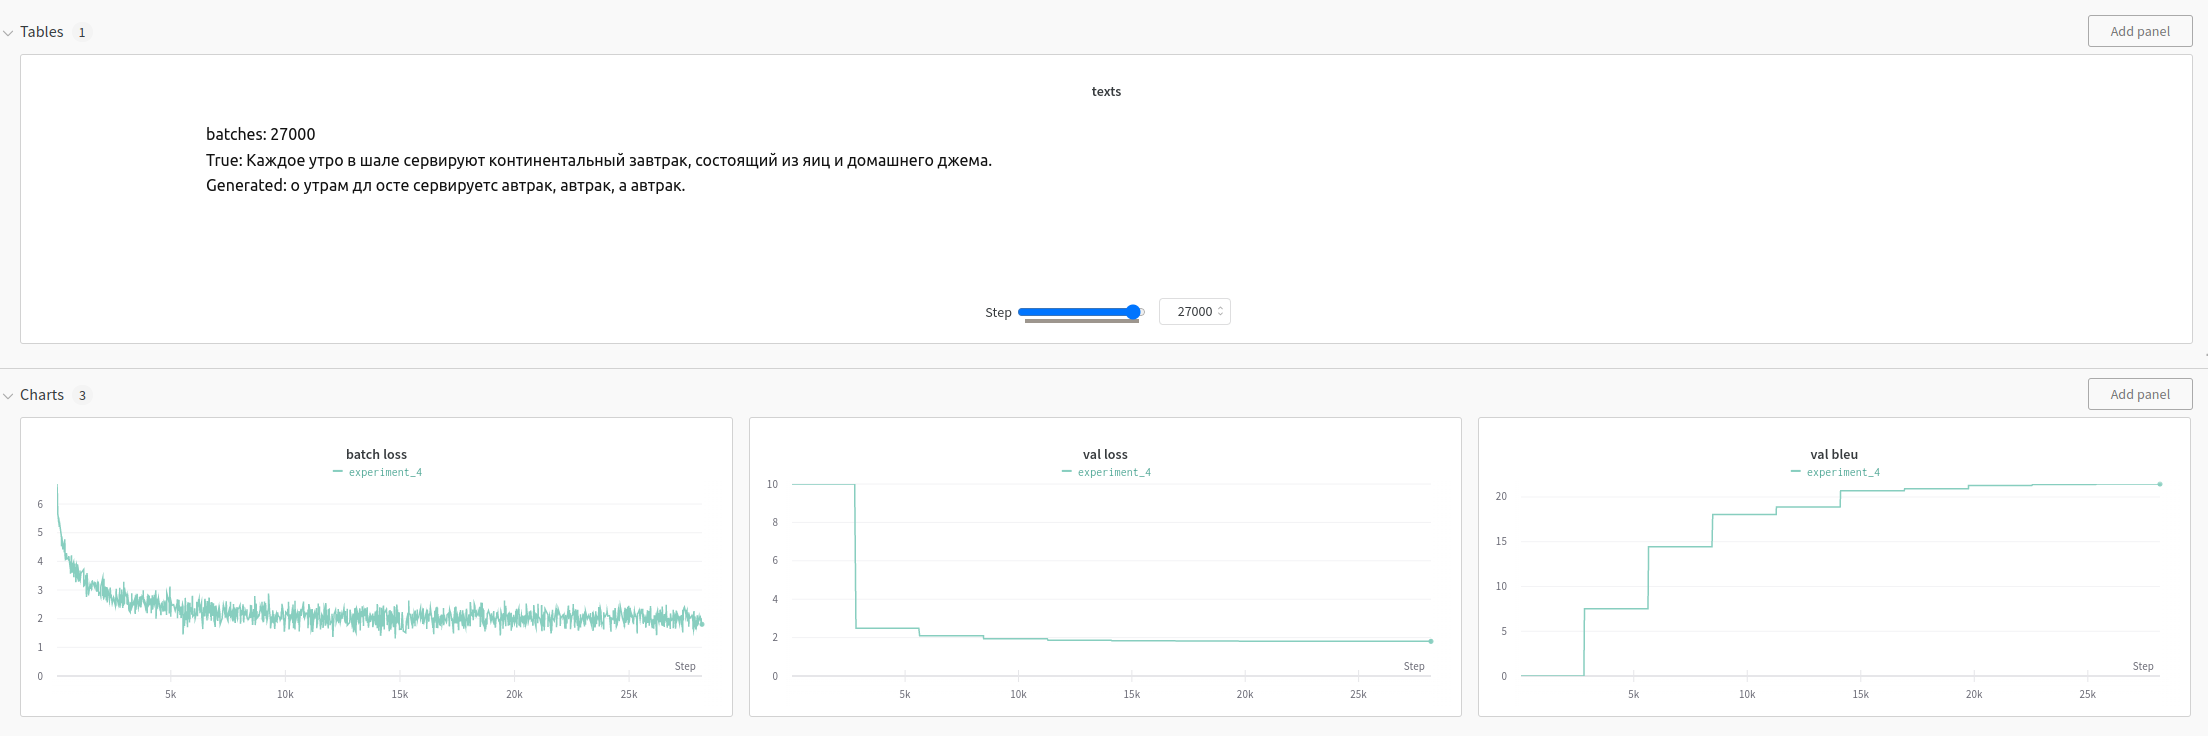 Tables 1
Add panel
texts
batches: 27000
True: Каждое утро в шале сервируют континентальный завтрак, состоящий из яиц и домашнего джема.
Generated: о утрам дл осте сервируетс автрак, автрак, а автрак.
Step 27000
Charts 3
Add panel
batch loss
experiment_4
6
5
4
3
2
1
0
Step
5k 10k 15k 20k 25k
val loss
experiment_4
10
8
6
4
2
0
Step
5k 10k 15k 20k 25k
val bleu
experiment_4
20
15
10
5
0
Step
5k 10k 15k 20k 25k